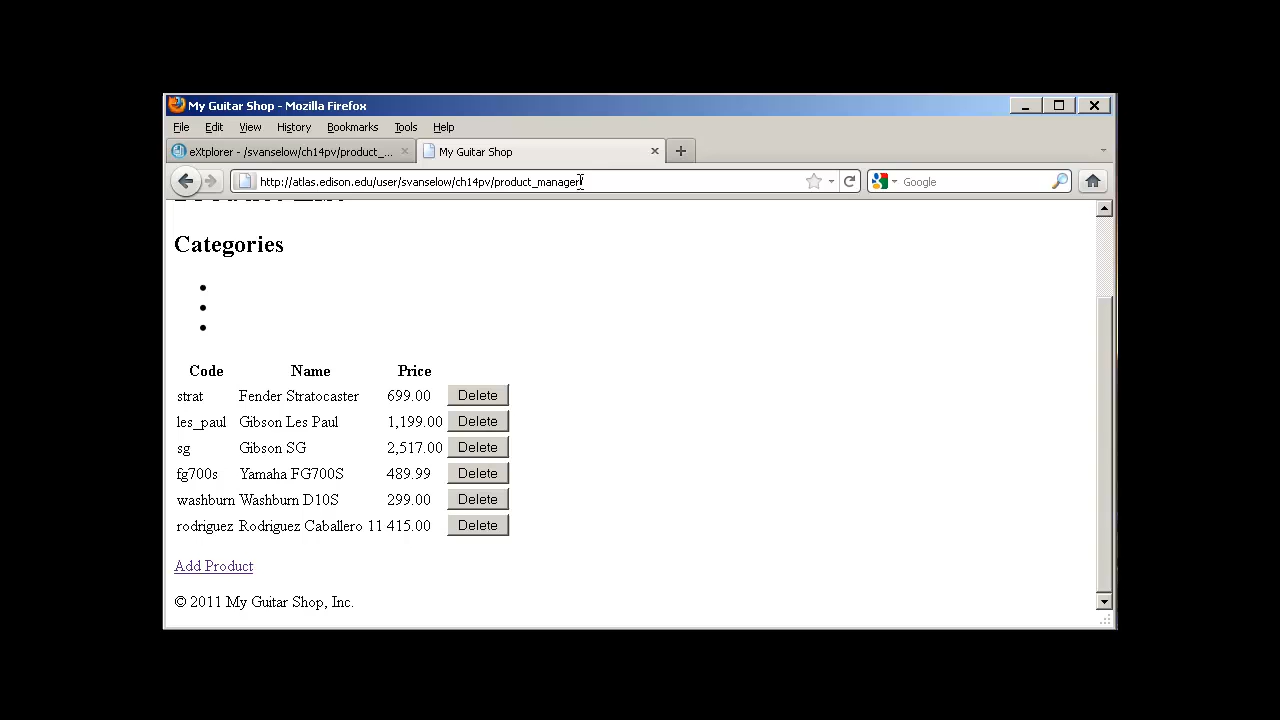 My Guitar Shop - Mozilla Firefox
File Edit View History Bookmarks Tools Help
eXtplorer - /svanselow/ch14pv/product_... My Guitar Shop
http://atlas.edison.edu/user/svanselow/ch14pv/product_manager/ Google
Categories
Code Name Price
strat Fender Stratocaster 699.00 Delete
les_paul Gibson Les Paul 1,199.00 Delete
sg Gibson SG 2,517.00 Delete
fg700s Yamaha FG700S 489.99 Delete
washburn Washburn D10S 299.00 Delete
rodriguez Rodriguez Caballero 11 415.00 Delete
Add Product
© 2011 My Guitar Shop, Inc.